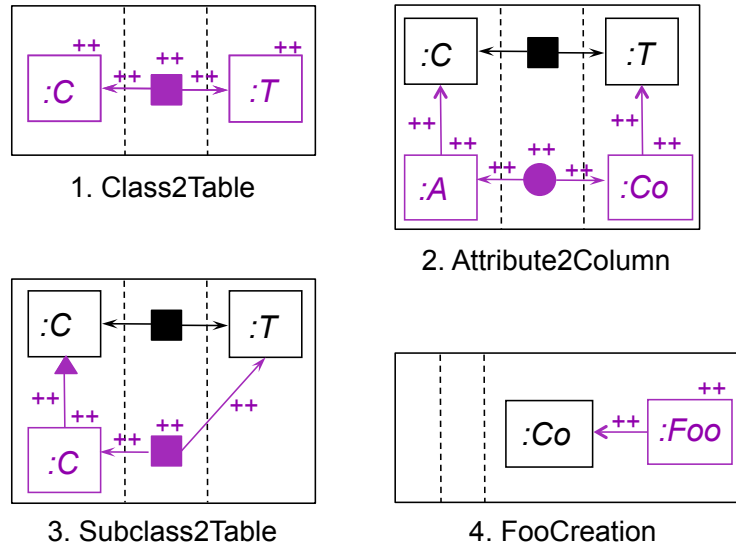 ++ ++ ++
:C ++ ++ :T
1. Class2Table
:C :T
++ ++
++ ++ ++
++ ++
:A :Co
2. Attribute2Column
:C :T
++ ++
++ ++
++
:C
3. Subclass2Table
++
:Co ++ :Foo
4. FooCreation